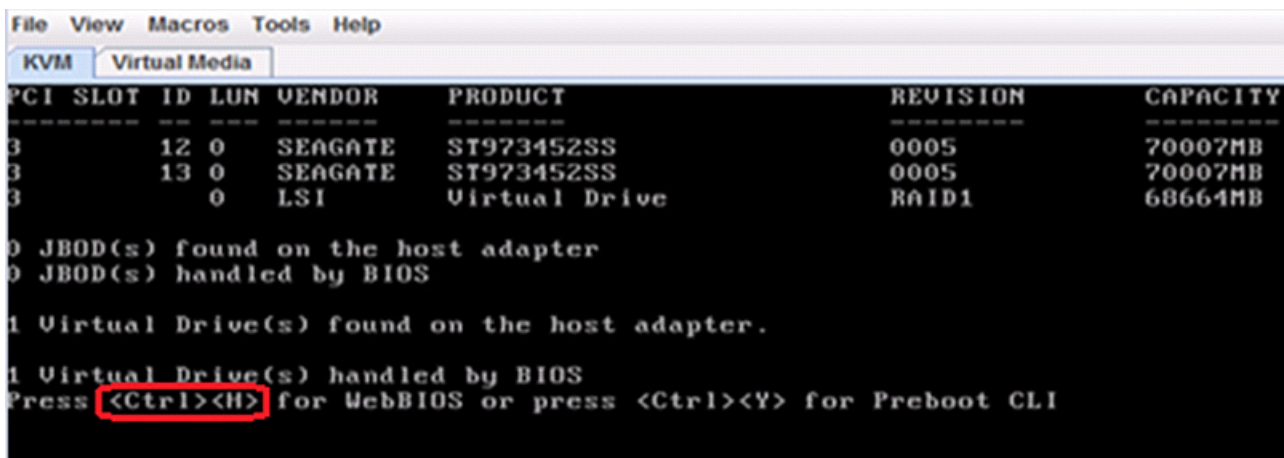 File View Macros Tools Help
KVM Virtual Media
PCI SLOT ID LUN VENDOR PRODUCT REVISION CAPACITY
-------- -- --- ------ ------- -------- --------
3 12 0 SEAGATE ST973452SS 0005 70007MB
3 13 0 SEAGATE ST973452SS 0005 70007MB
3 0 LSI Virtual Drive RAID1 68664MB
0 JBOD(s) found on the host adapter
0 JBOD(s) handled by BIOS
1 Virtual Drive(s) found on the host adapter.
1 Virtual Drive(s) handled by BIOS
Press <Ctrl><H> for WebBIOS or press <Ctrl><Y> for Preboot CLI